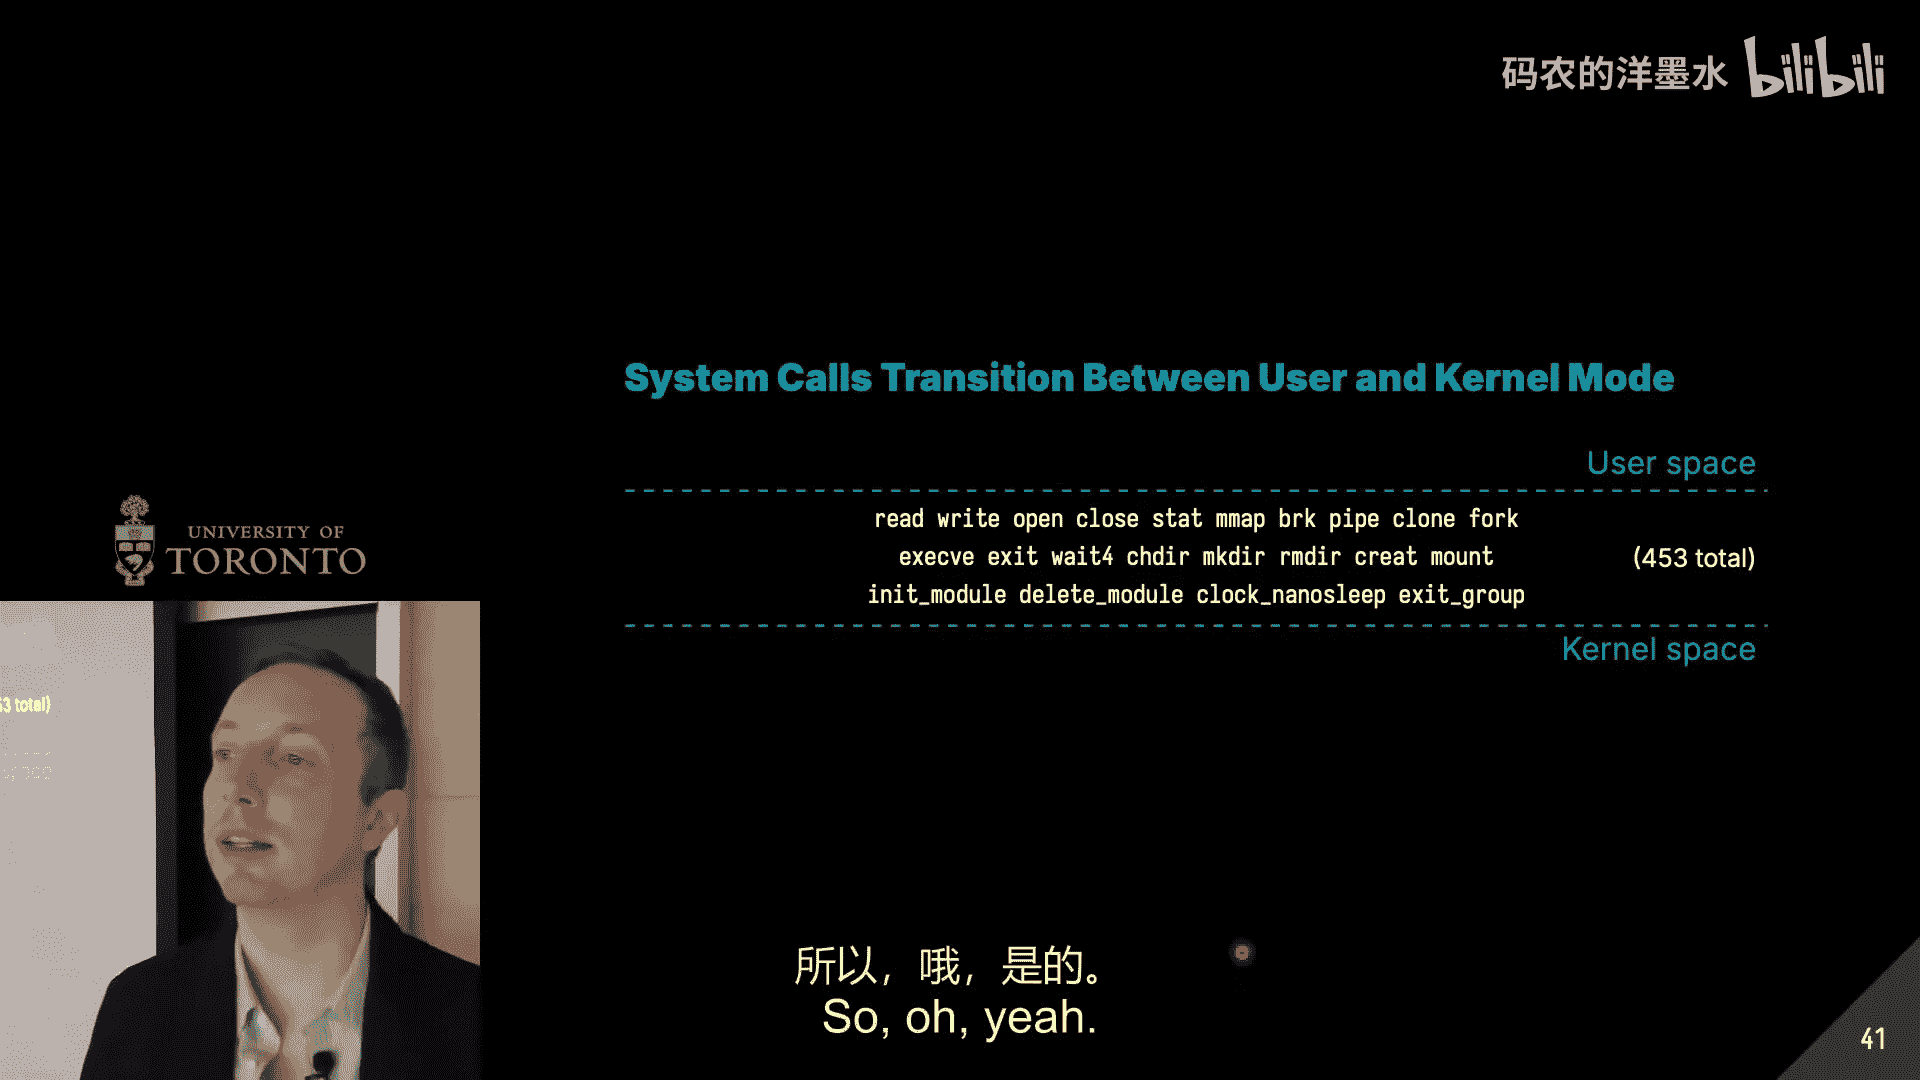 码农的洋墨水 bilibili
System Calls Transition Between User and Kernel Mode
User space
read write open close stat mmap brk pipe clone fork
execve exit wait4 chdir mkdir rmdir creat mount
(453 total)
init_module delete_module clock_nanosleep exit_group
Kernel space
UNIVERSITY OF
TORONTO
3 total)
所以，哦，是的。
So, oh, yeah.
41